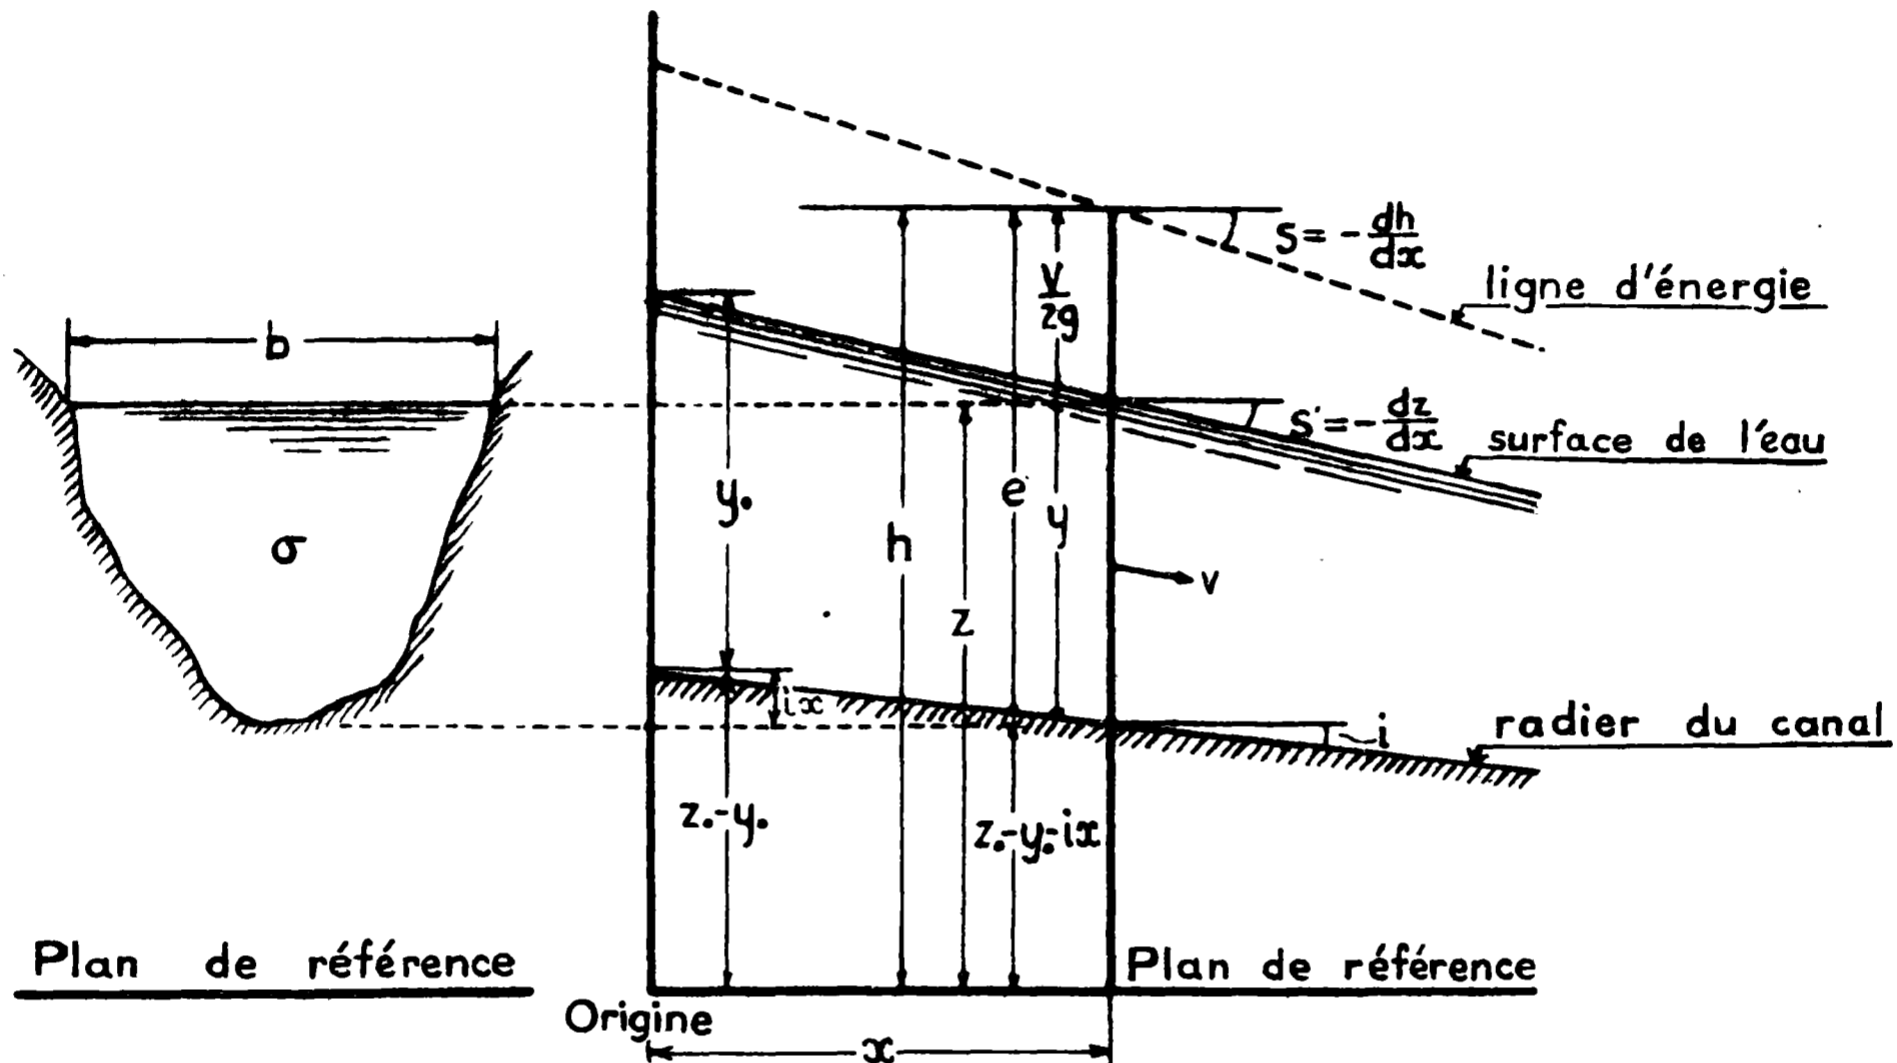 b
σ
Plan de référence
y.
z.-y.
ix
h
z
e
V
2g
y
z.-y.-ix
v
S = - dh
dx
ligne d'énergie
S' = - dz
dx
surface de l'eau
i
radier du canal
Plan de référence
Origine
x